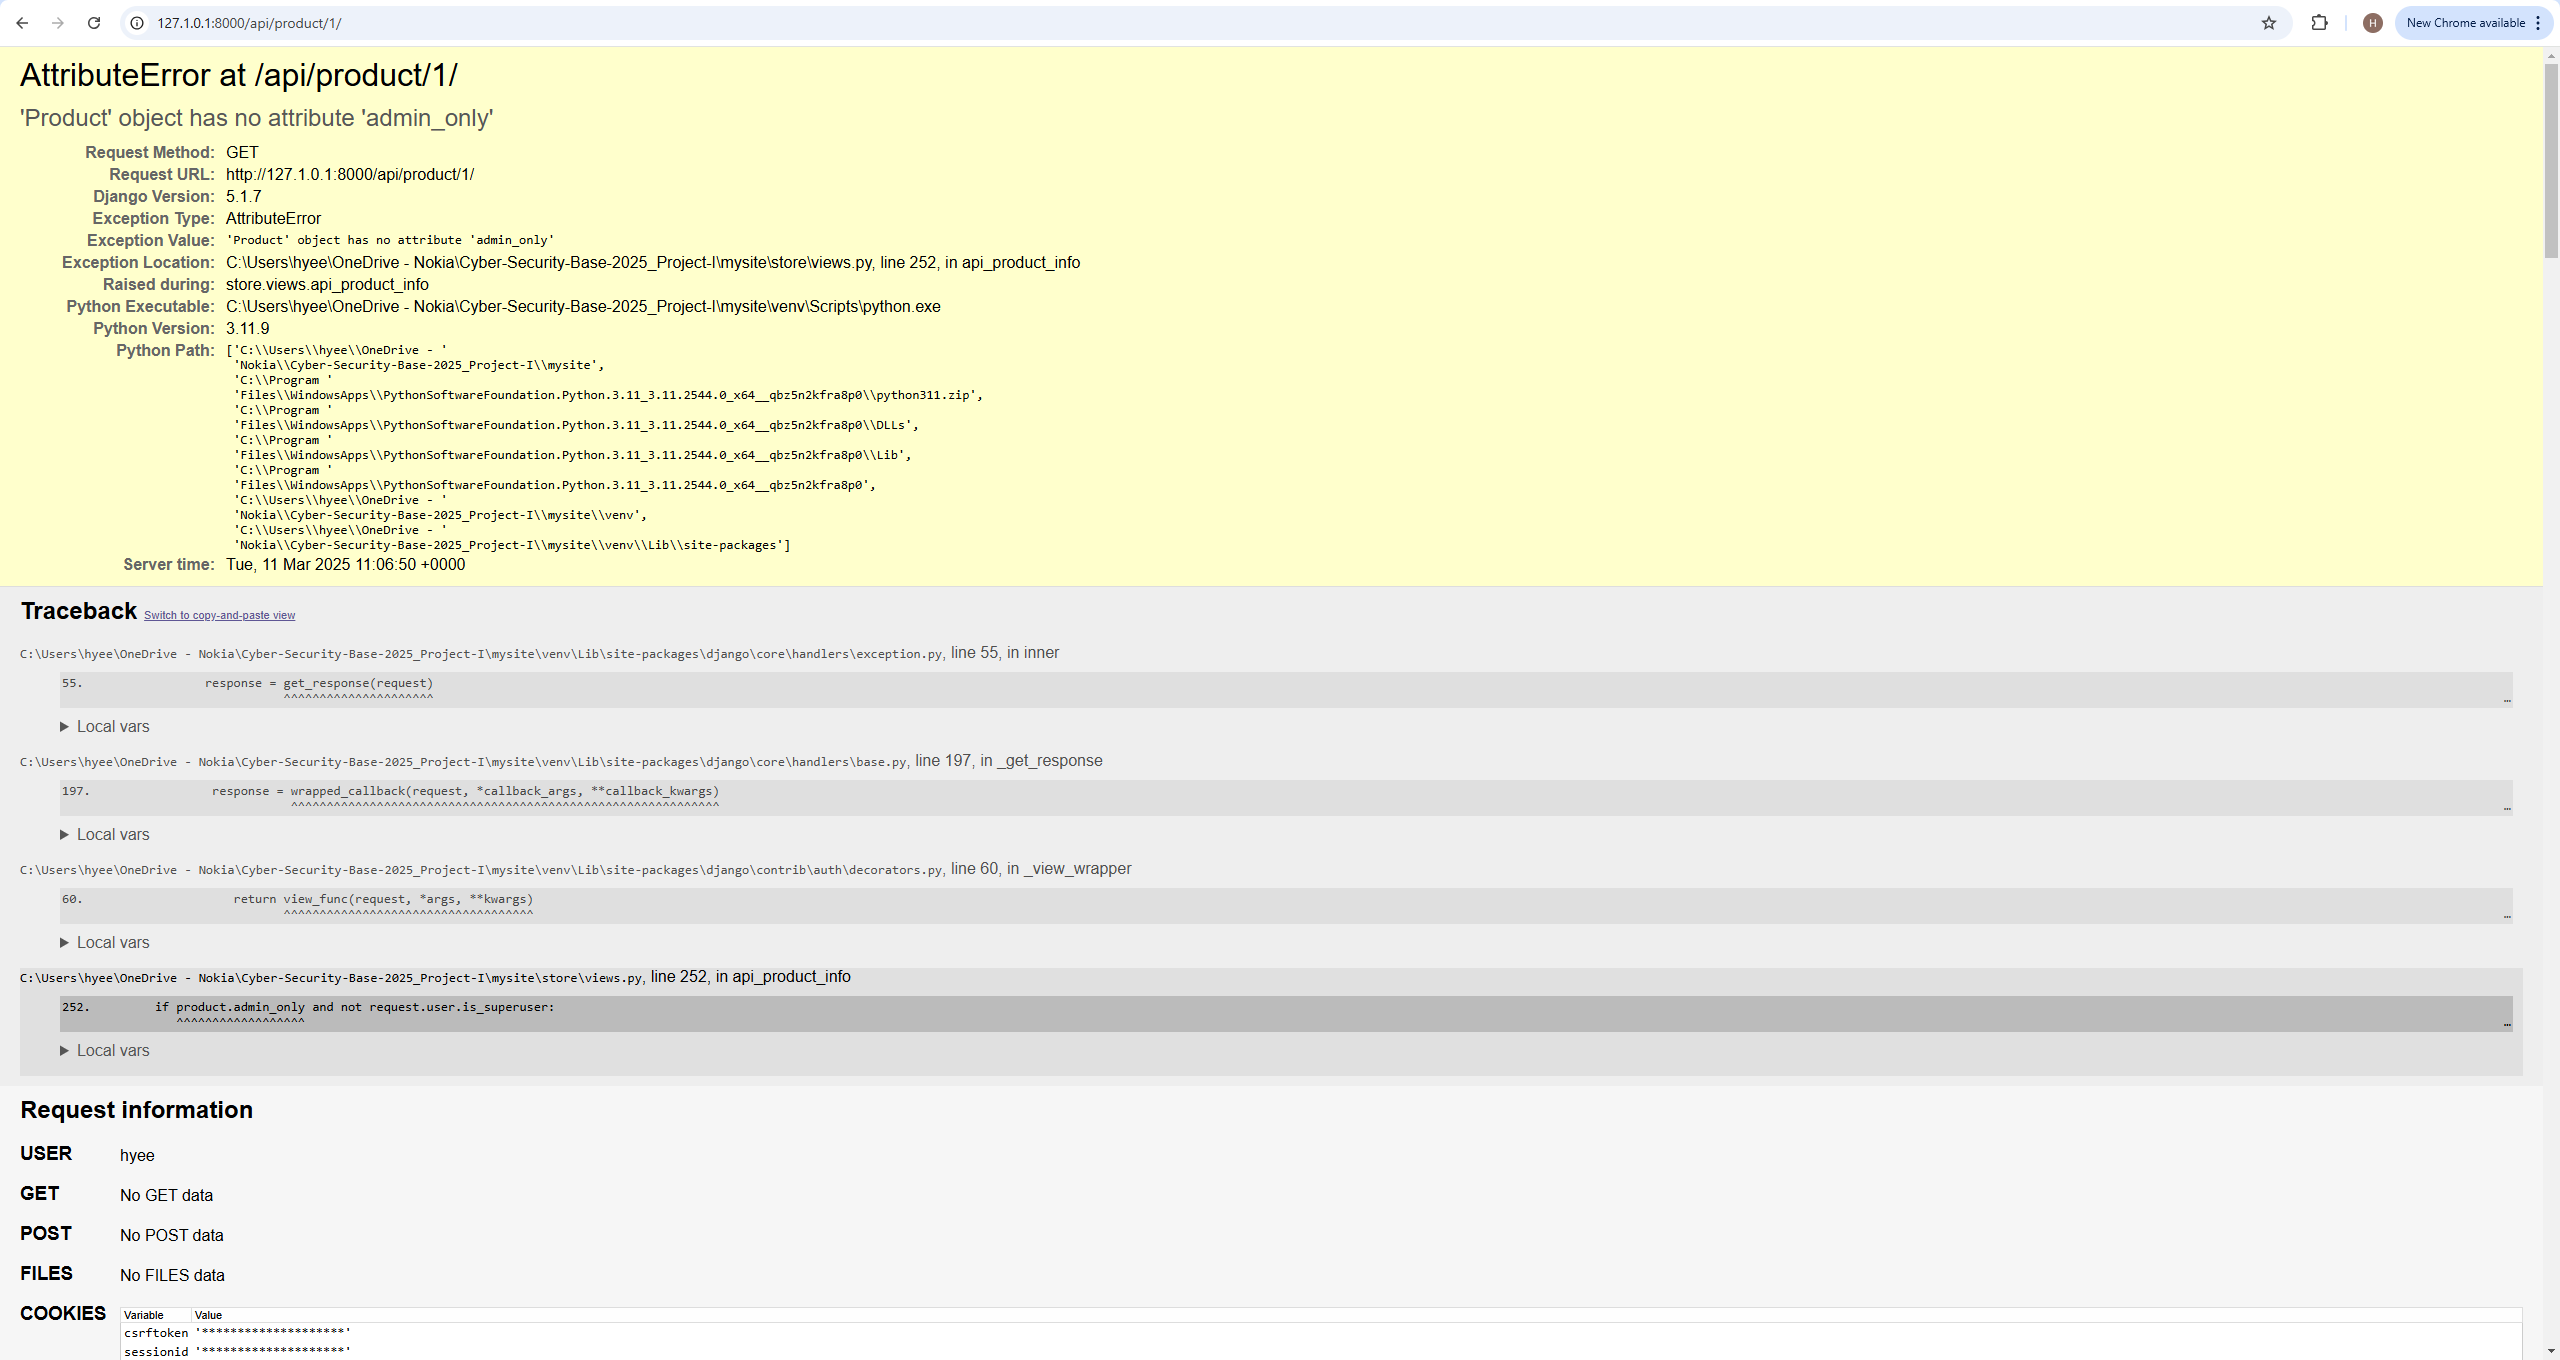 127.1.0.1:8000/api/product/1/
H
New Chrome available
AttributeError at /api/product/1/
'Product' object has no attribute 'admin_only'
Request Method: GET
Request URL: http://127.1.0.1:8000/api/product/1/
Django Version: 5.1.7
Exception Type: AttributeError
Exception Value: 'Product' object has no attribute 'admin_only'
Exception Location: C:\Users\hyee\OneDrive - Nokia\Cyber-Security-Base-2025_Project-I\mysite\store\views.py, line 252, in api_product_info
Raised during: store.views.api_product_info
Python Executable: C:\Users\hyee\OneDrive - Nokia\Cyber-Security-Base-2025_Project-I\mysite\venv\Scripts\python.exe
Python Version: 3.11.9
Python Path: ['C:\\Users\\hyee\\OneDrive - '
'Nokia\\Cyber-Security-Base-2025_Project-I\\mysite',
'C:\\Program '
'Files\\WindowsApps\\PythonSoftwareFoundation.Python.3.11_3.11.2544.0_x64__qbz5n2kfra8p0\\python311.zip',
'C:\\Program '
'Files\\WindowsApps\\PythonSoftwareFoundation.Python.3.11_3.11.2544.0_x64__qbz5n2kfra8p0\\DLLs',
'C:\\Program '
'Files\\WindowsApps\\PythonSoftwareFoundation.Python.3.11_3.11.2544.0_x64__qbz5n2kfra8p0\\Lib',
'C:\\Program '
'Files\\WindowsApps\\PythonSoftwareFoundation.Python.3.11_3.11.2544.0_x64__qbz5n2kfra8p0',
'C:\\Users\\hyee\\OneDrive - '
'Nokia\\Cyber-Security-Base-2025_Project-I\\mysite\\venv',
'C:\\Users\\hyee\\OneDrive - '
'Nokia\\Cyber-Security-Base-2025_Project-I\\mysite\\venv\\Lib\\site-packages']
Server time: Tue, 11 Mar 2025 11:06:50 +0000
Traceback Switch to copy-and-paste view
C:\Users\hyee\OneDrive - Nokia\Cyber-Security-Base-2025_Project-I\mysite\venv\Lib\site-packages\django\core\handlers\exception.py, line 55, in inner
55. response = get_response(request)
^^^^^^^^^^^^^^^^^^^^^ …
Local vars
C:\Users\hyee\OneDrive - Nokia\Cyber-Security-Base-2025_Project-I\mysite\venv\Lib\site-packages\django\core\handlers\base.py, line 197, in _get_response
197. response = wrapped_callback(request, *callback_args, **callback_kwargs)
^^^^^^^^^^^^^^^^^^^^^^^^^^^^^^^^^^^^^^^^^^^^^^^^^^^^^^^^^^^^ …
Local vars
C:\Users\hyee\OneDrive - Nokia\Cyber-Security-Base-2025_Project-I\mysite\venv\Lib\site-packages\django\contrib\auth\decorators.py, line 60, in _view_wrapper
60. return view_func(request, *args, **kwargs)
^^^^^^^^^^^^^^^^^^^^^^^^^^^^^^^^^^^ …
Local vars
C:\Users\hyee\OneDrive - Nokia\Cyber-Security-Base-2025_Project-I\mysite\store\views.py, line 252, in api_product_info
252. if product.admin_only and not request.user.is_superuser:
^^^^^^^^^^^^^^^^^^ …
Local vars
Request information
USER hyee
GET No GET data
POST No POST data
FILES No FILES data
COOKIES Variable Value
csrftoken '********************'
sessionid '********************'